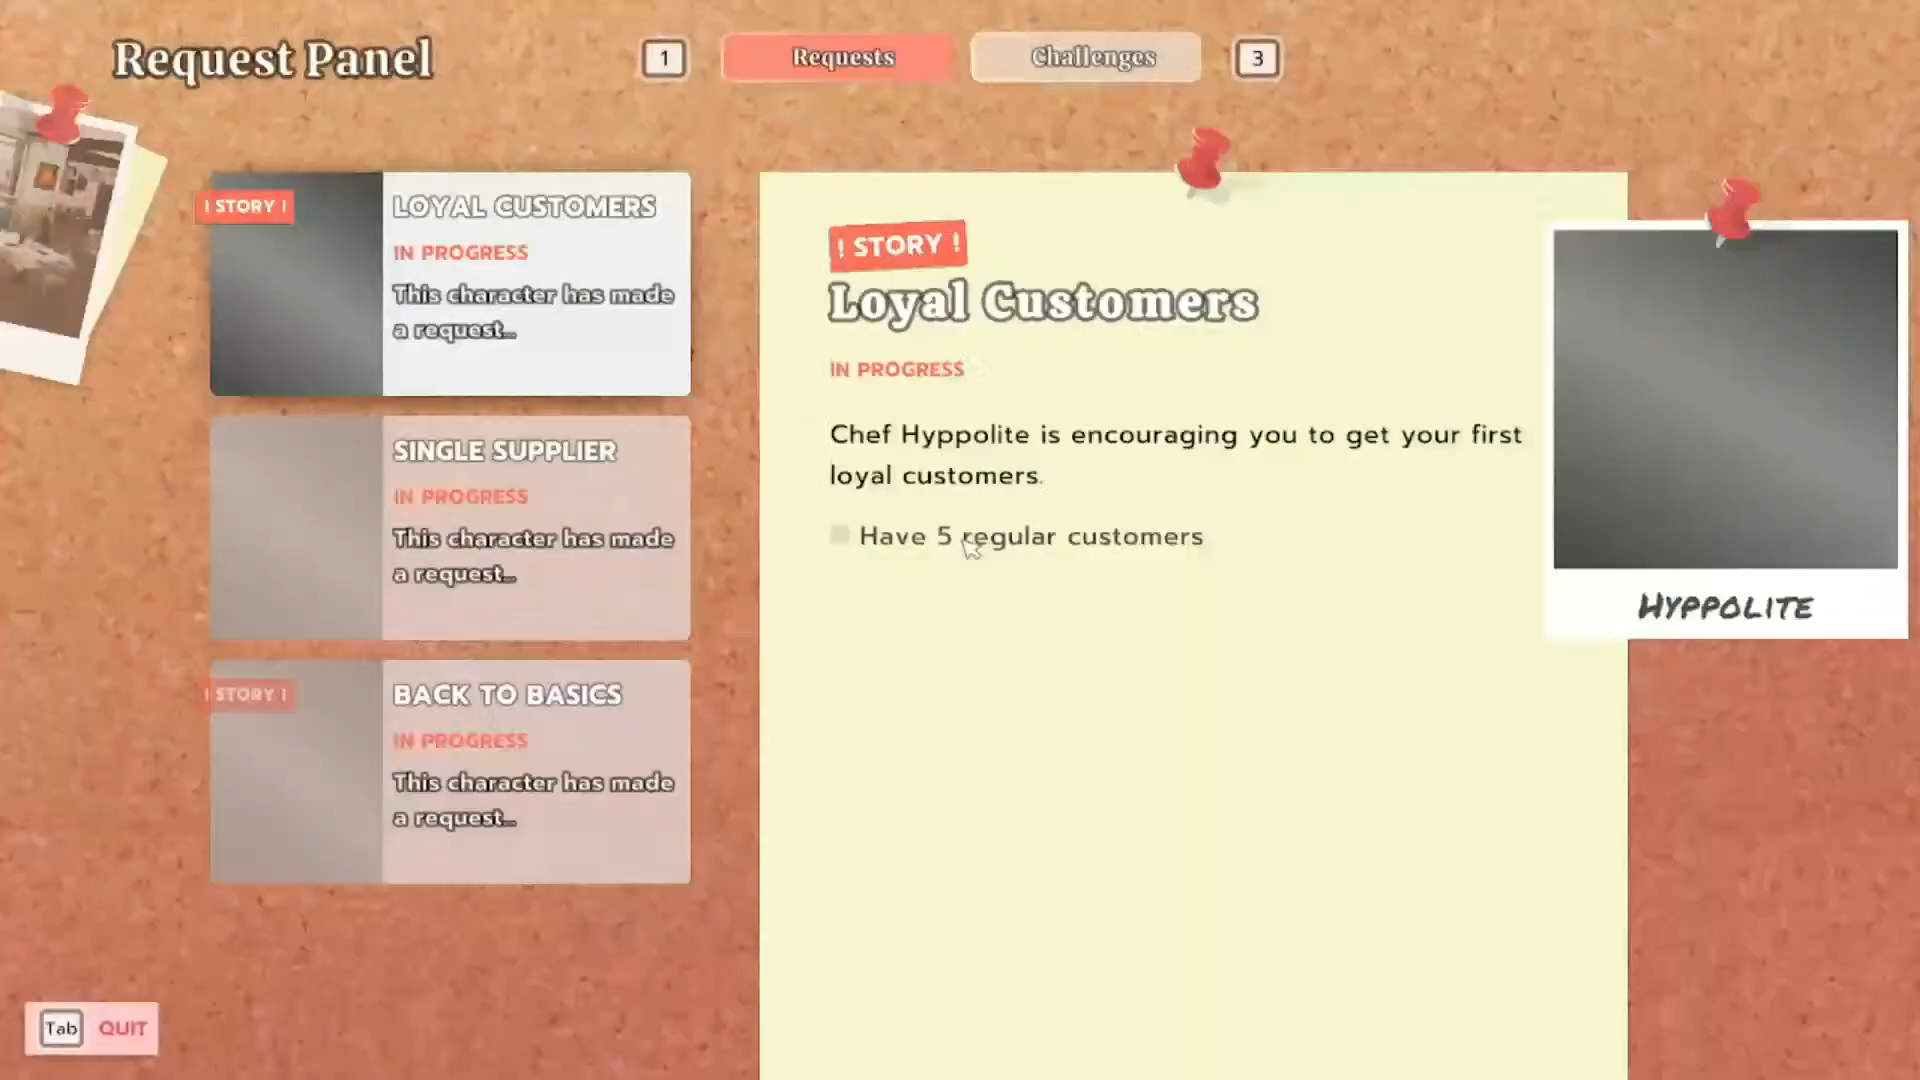 Request Panel
1
Requests
Challenges
3
! STORY !
LOYAL CUSTOMERS
IN PROGRESS
This character has made
a request...
SINGLE SUPPLIER
IN PROGRESS
This character has made
a request...
! STORY !
BACK TO BASICS
IN PROGRESS
This character has made
a request...
! STORY !
Loyal Customers
IN PROGRESS
Chef Hyppolite is encouraging you to get your first
loyal customers.
Have 5 regular customers
HYPPOLITE
Tab QUIT